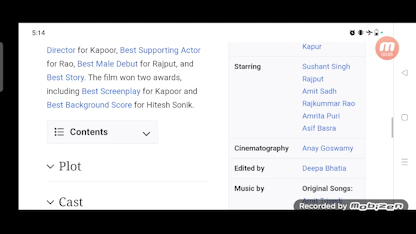 5:14
Director for Kapoor, Best Supporting Actor
for Rao, Best Male Debut for Rajput, and
Best Story. The film won two awards,
including Best Screenplay for Kapoor and
Best Background Score for Hitesh Sonik.
Contents
Plot
Cast
Kapur
Starring
Sushant Singh
Rajput
Amit Sadh
Rajkummar Rao
Amrita Puri
Asif Basra
Cinematography
Anay Goswamy
Edited by
Deepa Bhatia
Music by
Original Songs:
Recorded by Mobizen